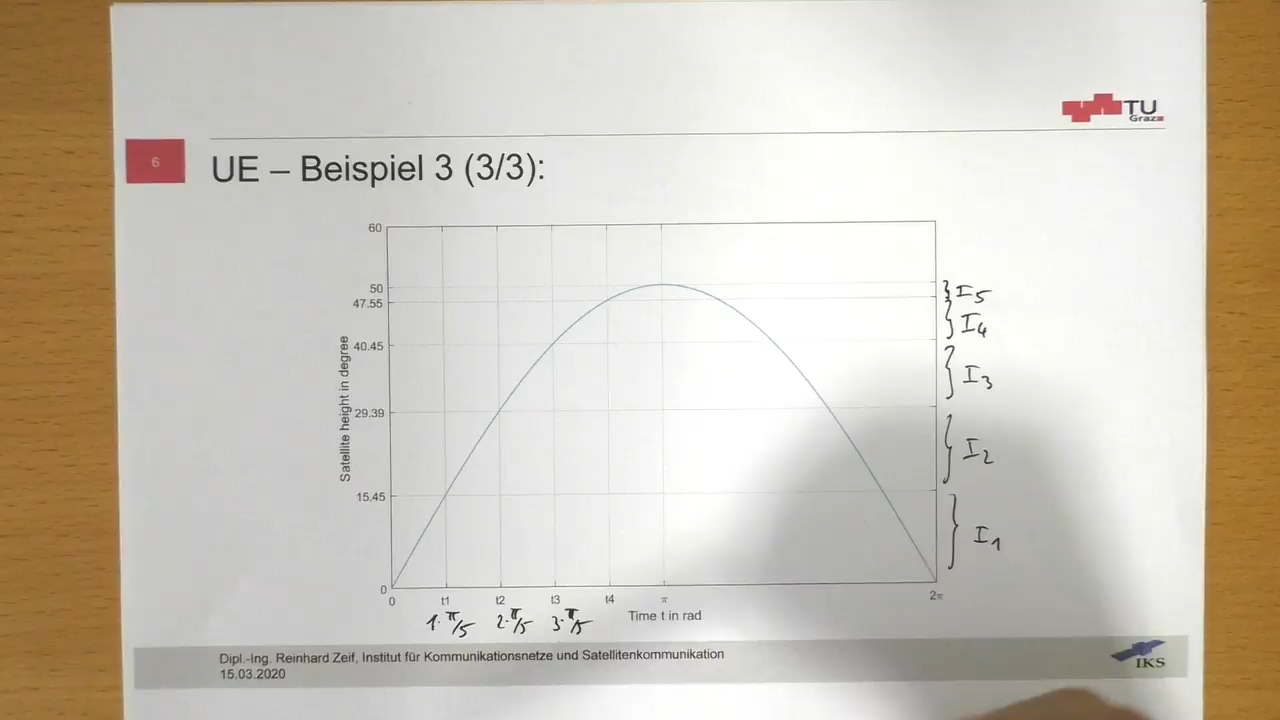 TU
Graz
6
UE – Beispiel 3 (3/3):
60
50
47.55
40.45
29.39
15.45
0
Satellite height in degree
I5
I4
I3
I2
I1
0 t1 t2 t3 t4 π 2π
1·π/5 2·π/5 3·π/5
Time t in rad
Dipl.-Ing. Reinhard Zeif, Institut für Kommunikationsnetze und Satellitenkommunikation
15.03.2020
IKS